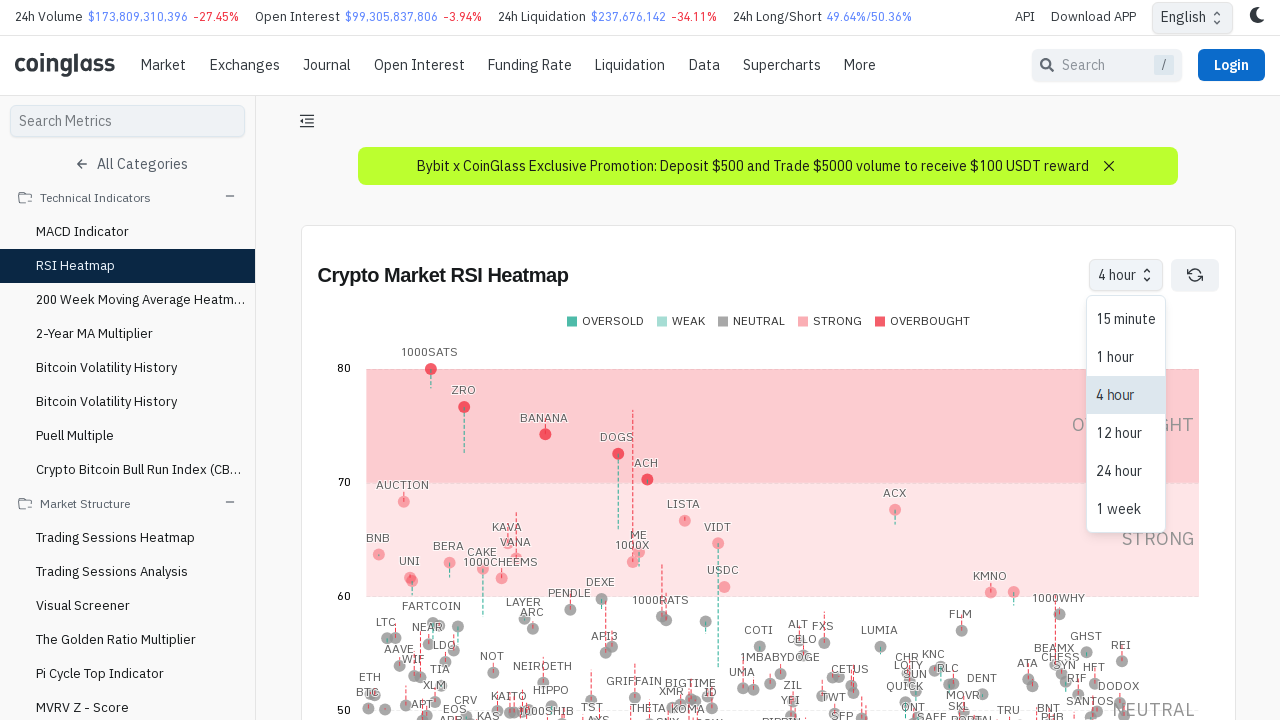 24h Volume $173,809,310,396 -27.45% Open Interest $99,305,837,806 -3.94% 24h Liquidation $237,676,142 -34.11% 24h Long/Short 49.64%/50.36% API Download APP English
coinglass Market Exchanges Journal Open Interest Funding Rate Liquidation Data Supercharts More Search / Login
Search Metrics
All Categories
Technical Indicators
MACD Indicator
RSI Heatmap
200 Week Moving Average Heatm...
2-Year MA Multiplier
Bitcoin Volatility History
Bitcoin Volatility History
Puell Multiple
Crypto Bitcoin Bull Run Index (CB...
Market Structure
Trading Sessions Heatmap
Trading Sessions Analysis
Visual Screener
The Golden Ratio Multiplier
Pi Cycle Top Indicator
MVRV Z - Score
Bybit x CoinGlass Exclusive Promotion: Deposit $500 and Trade $5000 volume to receive $100 USDT reward
Crypto Market RSI Heatmap
4 hour
15 minute
1 hour
4 hour
12 hour
24 hour
1 week
OVERSOLD WEAK NEUTRAL STRONG OVERBOUGHT
1000SATS
80
ZRO
BANANA
DOGS
ACH
70
AUCTION
ACX
LISTA
KAVA
VIDT
ME
VANA
1000X
BNB
BERA
CAKE
UNI
1000CHEEMS
STRONG
USDC
KMNO
DEXE
60
PENDLE
1000RATS
1000WHY
LAYER
FARTCOIN
ARC
FLM
LTC
NEAR
ALT
FXS
COTI
LUMIA
API3
CELO
GHST
LDO
REI
AAVE
BEAMX
WIF
NOT
1MBABYDOGE
CHR
KNC
CHESS
NEIROETH
TIA
UMA
CETUS
LQTY
RLC
ATA
SYN
HFT
ETH
SUN
DENT
RIF
XLM
HIPPO
GRIFFAIN
BIGTIME
ZIL
QUICK
DODOX
BTC
KAITO
XMR
ID
TWT
MOVR
CRV
YFI
SANTOS
APT
EOS
1000SHIB
TST
THETA
KOMA
SKL
50
KAS
SFP
TRU
BNT
NEUTRAL